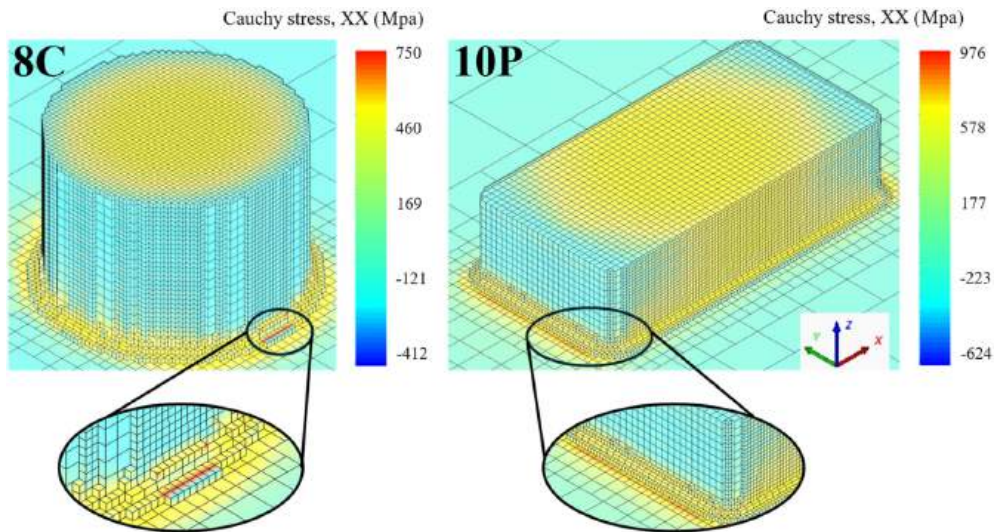 Cauchy stress, XX (Mpa)
Cauchy stress, XX (Mpa)
8C
750
460
169
-121
-412
10P
976
578
177
-223
-624
Z
Y
X